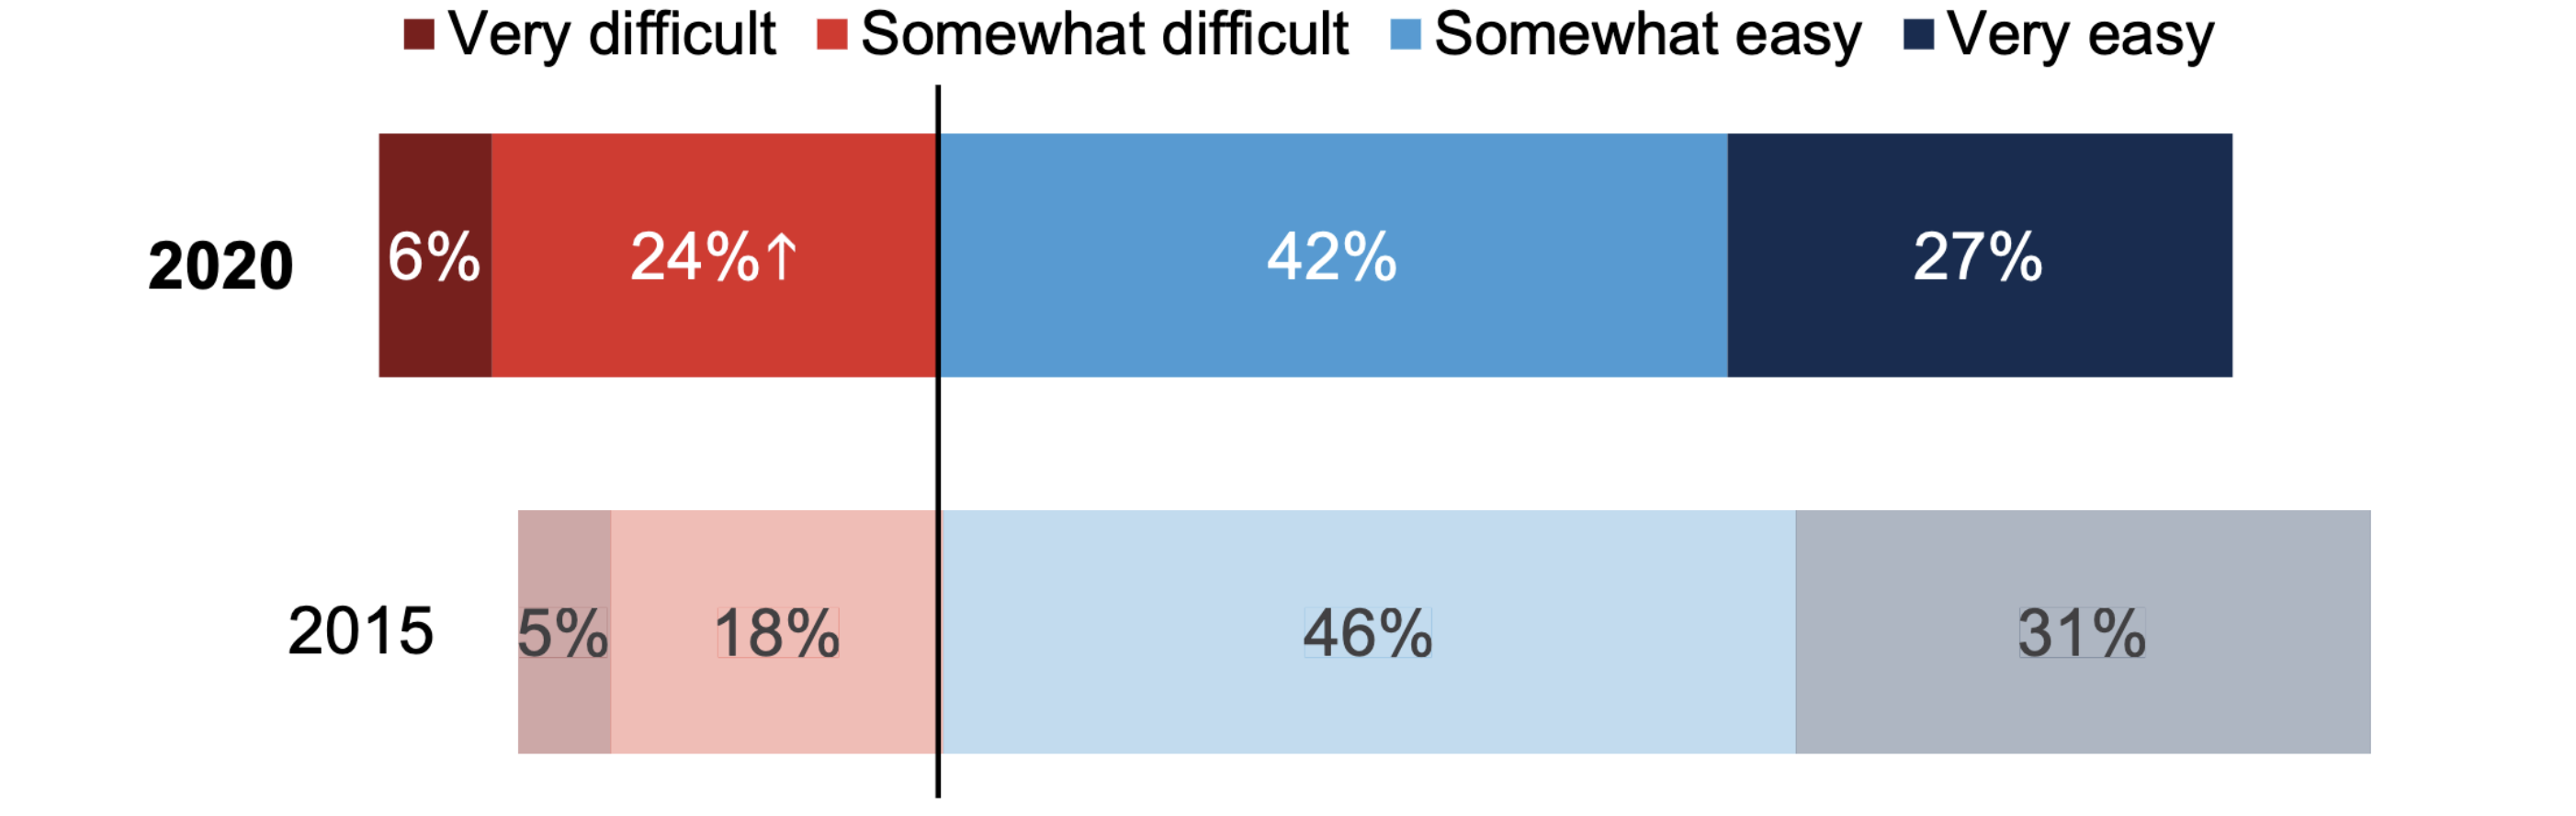 Very difficult Somewhat difficult Somewhat easy Very easy
2020 6% 24%↑ 42% 27%
2015 5% 18% 46% 31%